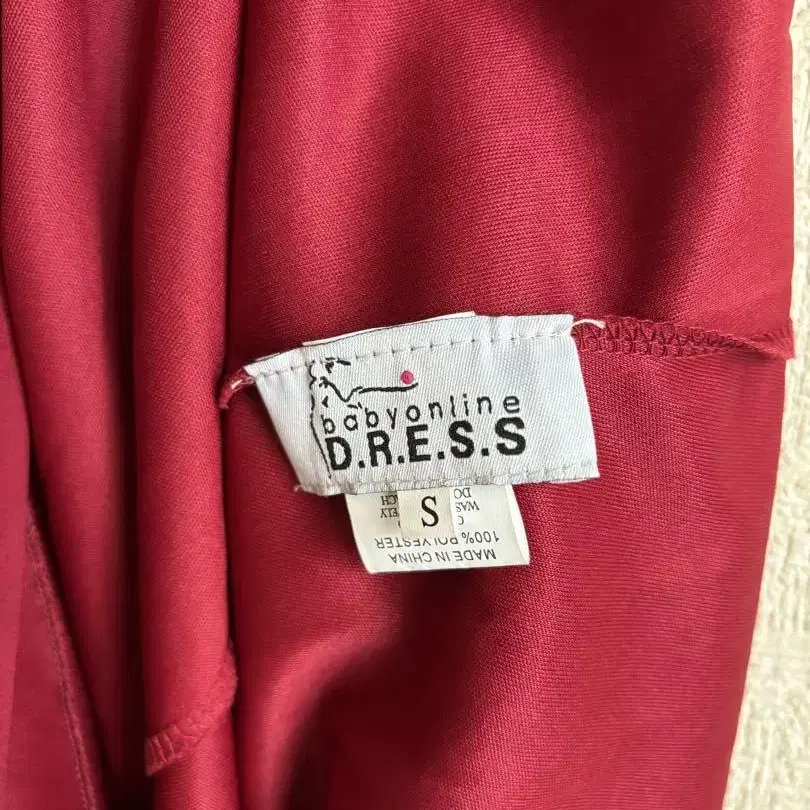 babyonline
D.R.E.S.S
S
MADE IN CHINA
100% POLYESTER